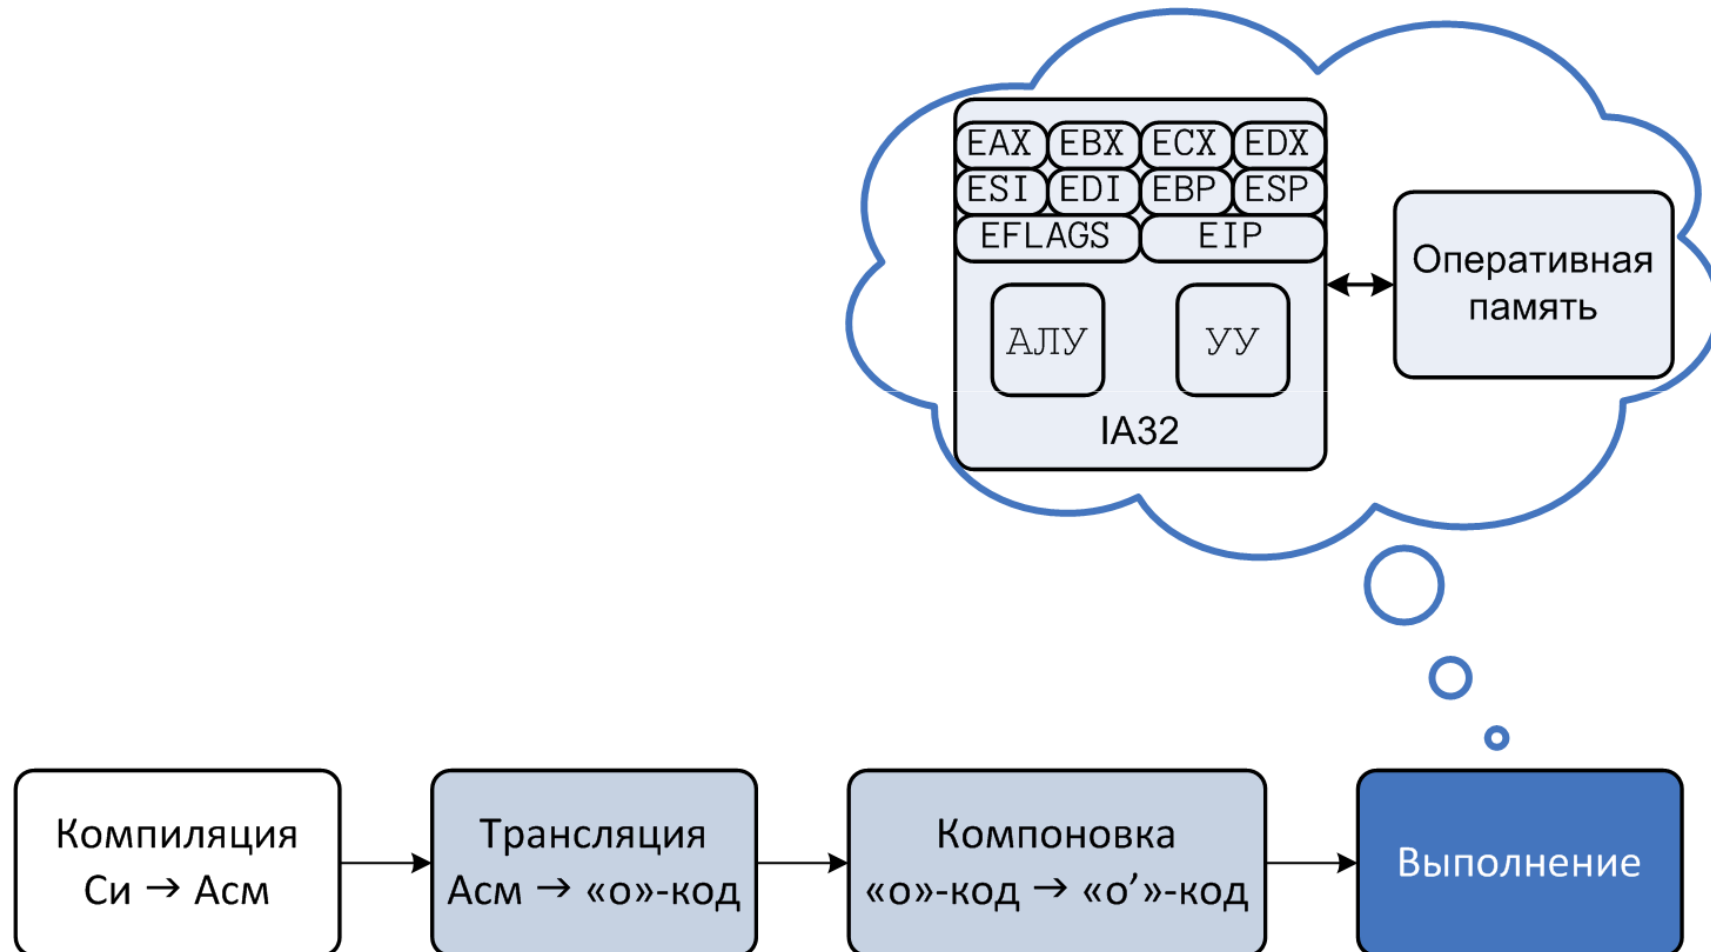 EAX EBX ECX EDX
ESI EDI EBP ESP
EFLAGS EIP
АЛУ УУ
IA32
Оперативная
память
Компиляция
Си → Асм
Трансляция
Асм → «о»-код
Компоновка
«о»-код → «о’»-код
Выполнение